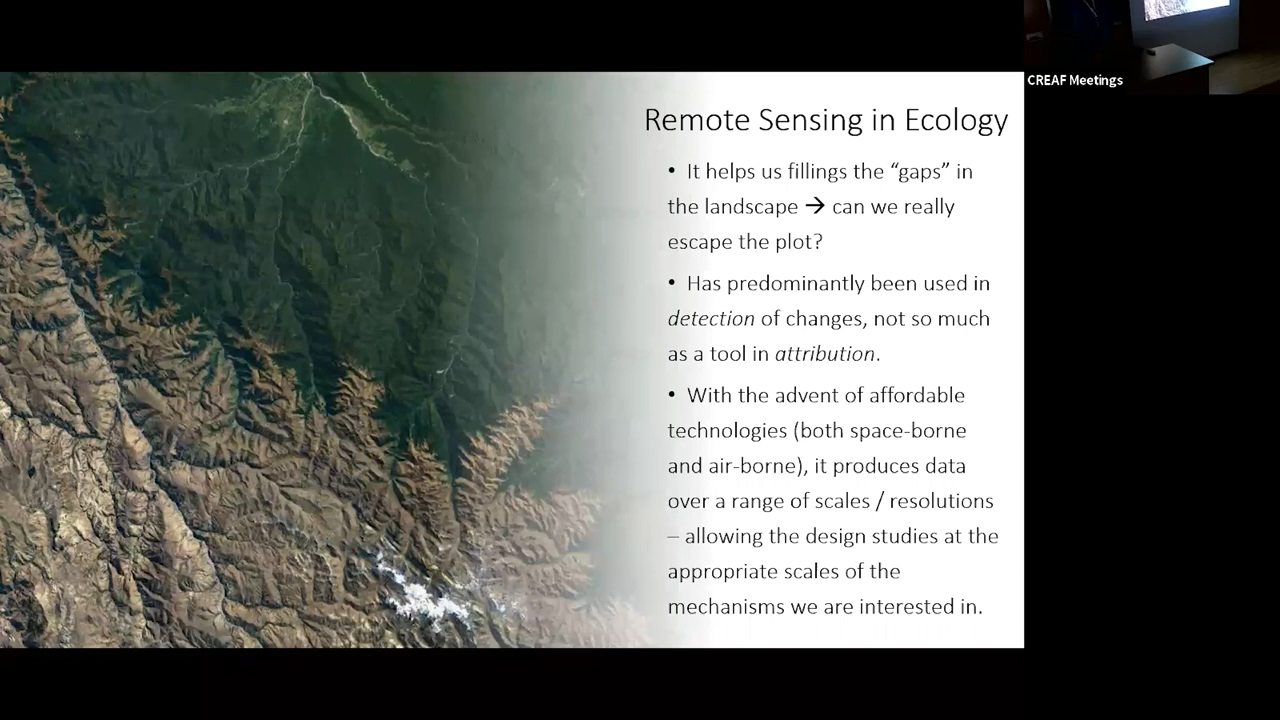 Remote Sensing in Ecology
• It helps us fillings the “gaps” in
the landscape → can we really
escape the plot?
• Has predominantly been used in
detection of changes, not so much
as a tool in attribution.
• With the advent of affordable
technologies (both space-borne
and air-borne), it produces data
over a range of scales / resolutions
– allowing the design studies at the
appropriate scales of the
mechanisms we are interested in.
CREAF Meetings